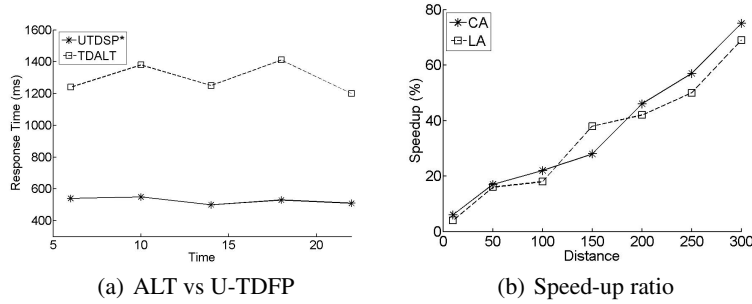 1600
1400
1200
1000
800
600
400
5
10
15
20
Response Time (ms)
Time
UTDSP*
TDALT
(a) ALT vs U-TDFP
80
60
40
20
0
0
50
100
150
200
250
300
Speedup (%)
Distance
CA
LA
(b) Speed-up ratio